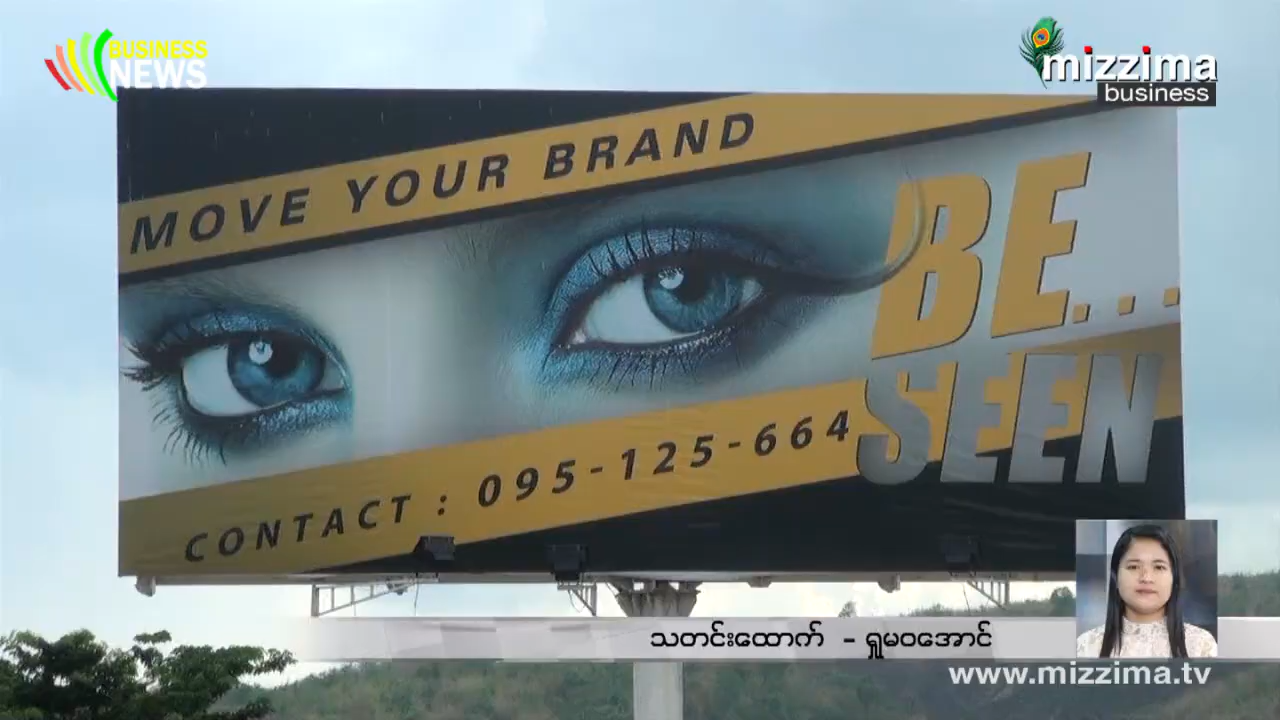 BUSINESS
NEWS
mizzima
business
MOVE YOUR BRAND
BE...
SEEN
CONTACT : 095-125-664
သတင်းထောက် - ရှုမဝအောင်
www.mizzima.tv